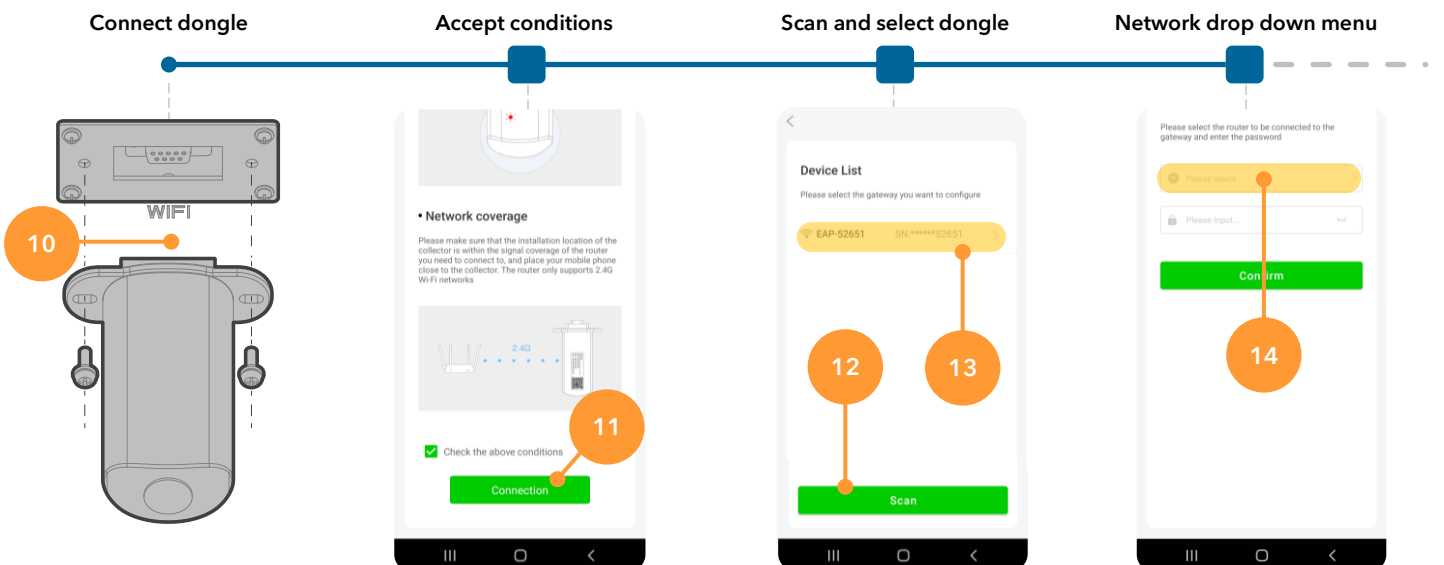 Connect dongle
Accept conditions
Scan and select dongle
Network drop down menu
WIFI
10
• Network coverage
Please make sure that the installation location of the
collector is within the signal coverage of the router
you need to connect to, and place your mobile phone
close to the collector. The router only supports 2.4G
Wi-Fi networks
2.4G
11
Check the above conditions
Connection
Device List
Please select the gateway you want to configure
EAP-52651 SN:******52651
12
13
Scan
Please select the router to be connected to the
gateway and enter the password
Please select
Please input...
Confirm
14